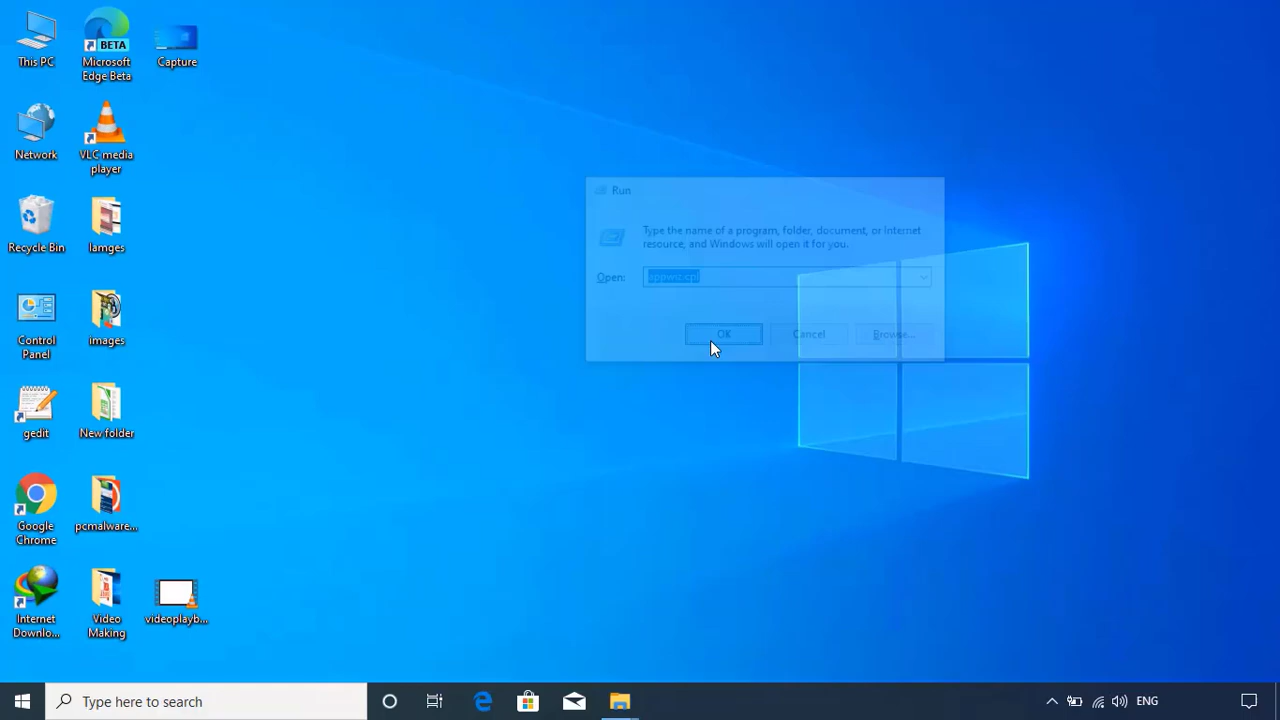 This PC
Microsoft
Edge Beta
BETA
Capture
Network
VLC media
player
Recycle Bin
Iamges
Control
Panel
images
gedit
New folder
Google
Chrome
pcmalware...
Internet
Downlo...
Video
Making
videoplayb...
Run
Type the name of a program, folder, document, or Internet
resource, and Windows will open it for you.
Open:
OK
Cancel
Browse...
Type here to search
ENG